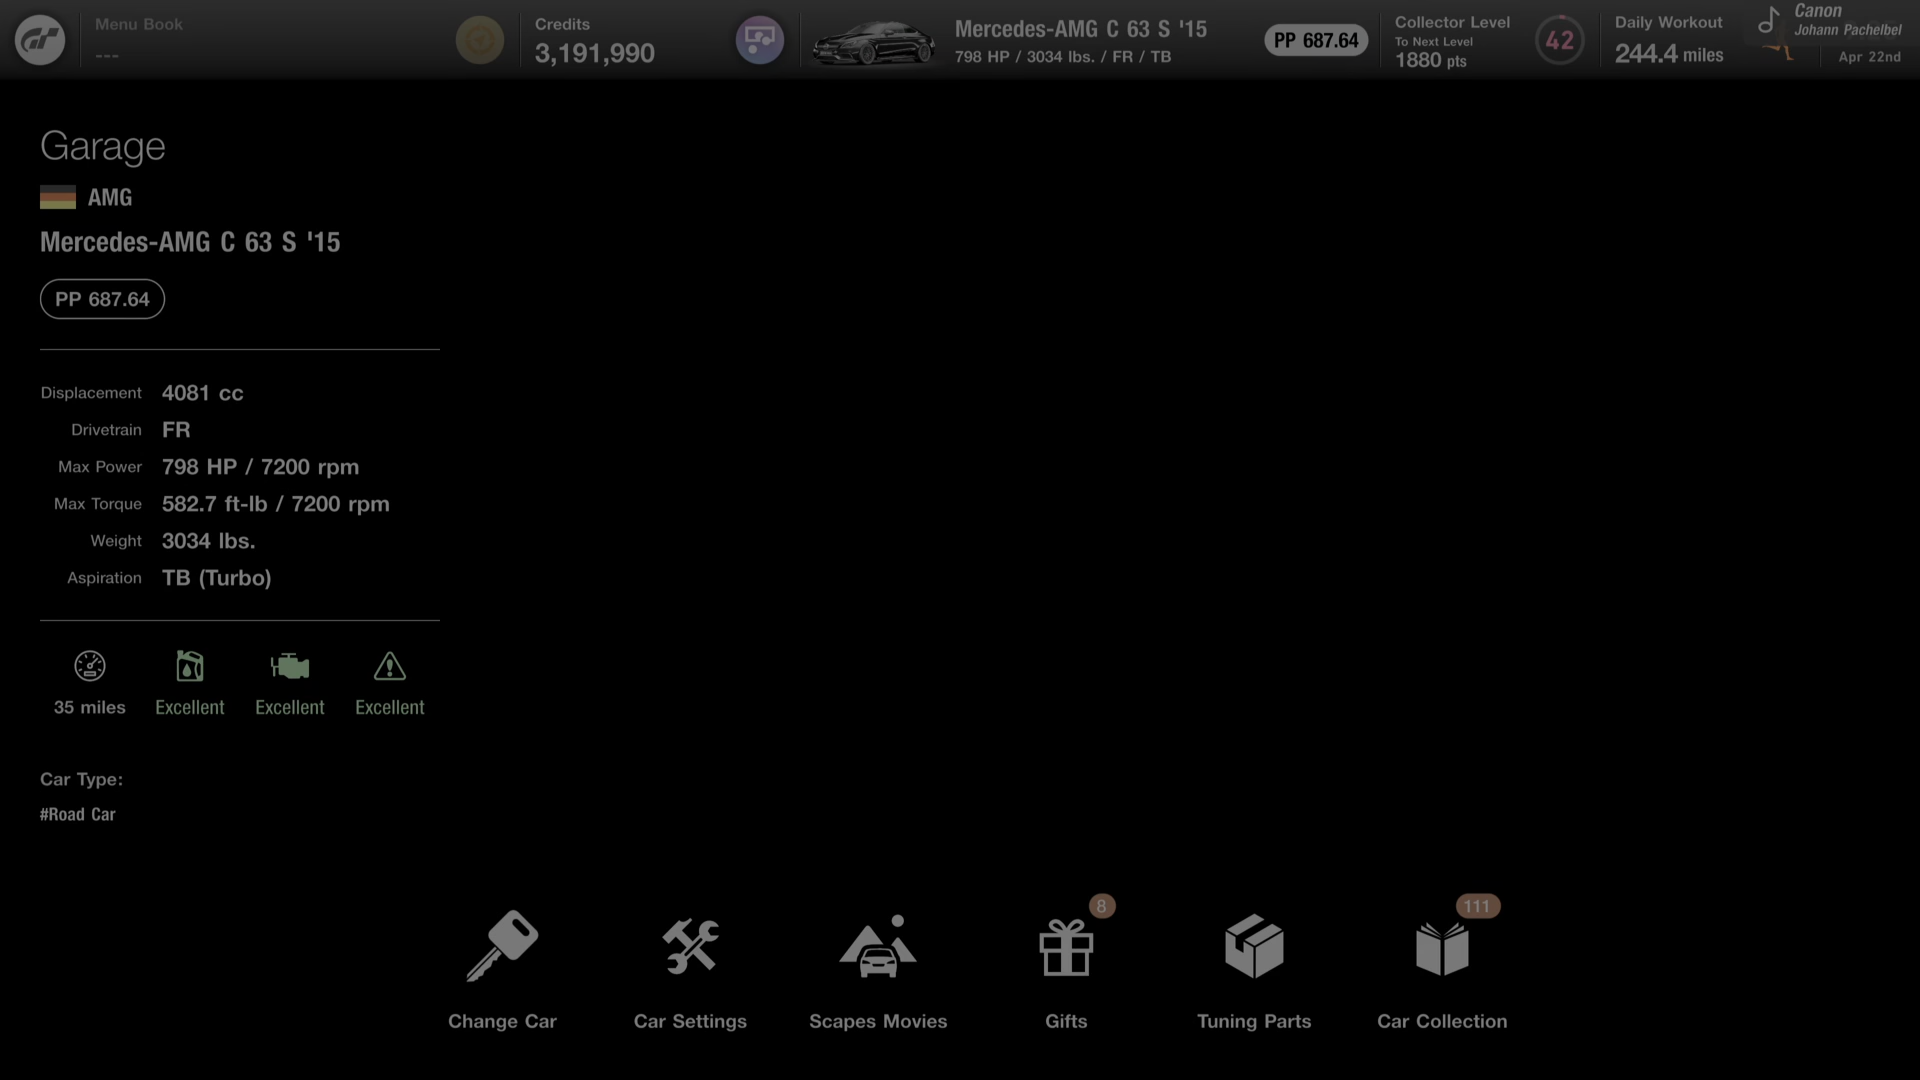 Menu Book
---
Credits
3,191,990
Mercedes-AMG C 63 S '15
798 HP / 3034 lbs. / FR / TB
PP 687.64
Collector Level
To Next Level
1880 pts
42
Daily Workout
244.4 miles
Canon
Johann Pachelbel
Apr 22nd
Garage
AMG
Mercedes-AMG C 63 S '15
PP 687.64
Displacement 4081 cc
Drivetrain FR
Max Power 798 HP / 7200 rpm
Max Torque 582.7 ft-lb / 7200 rpm
Weight 3034 lbs.
Aspiration TB (Turbo)
35 miles Excellent Excellent Excellent
Car Type:
#Road Car
8
111
Change Car Car Settings Scapes Movies Gifts Tuning Parts Car Collection